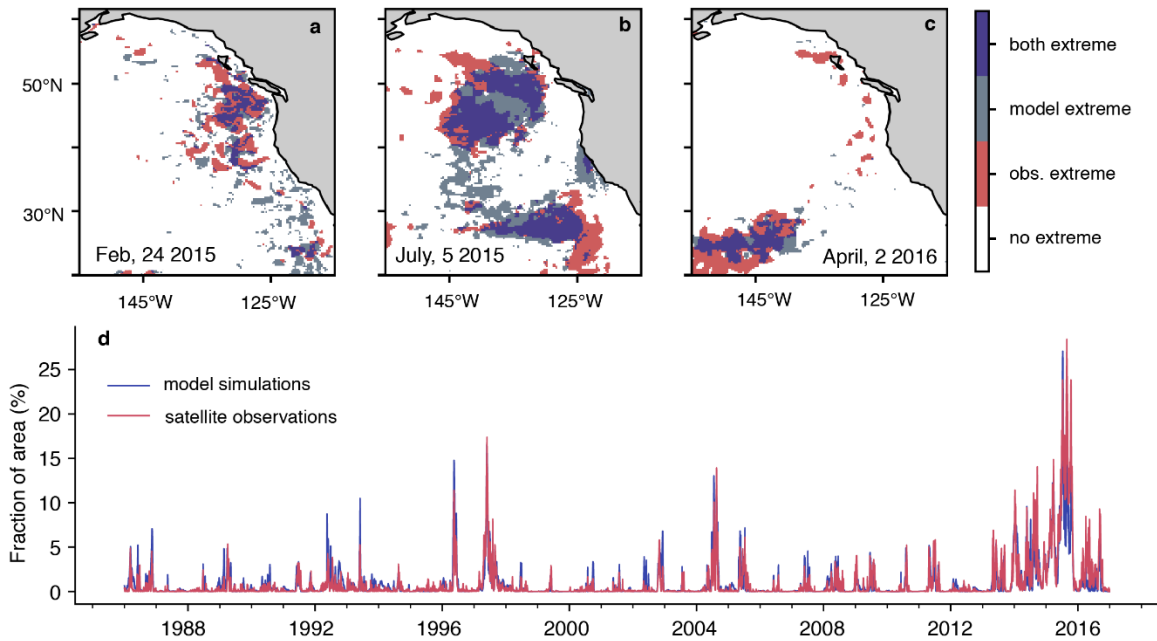 a
b
c
both extreme
model extreme
obs. extreme
no extreme
50°N
30°N
Feb, 24 2015
July, 5 2015
April, 2 2016
145°W
125°W
145°W
125°W
145°W
125°W
d
model simulations
satellite observations
Fraction of area (%)
25
20
15
10
5
0
1988
1992
1996
2000
2004
2008
2012
2016